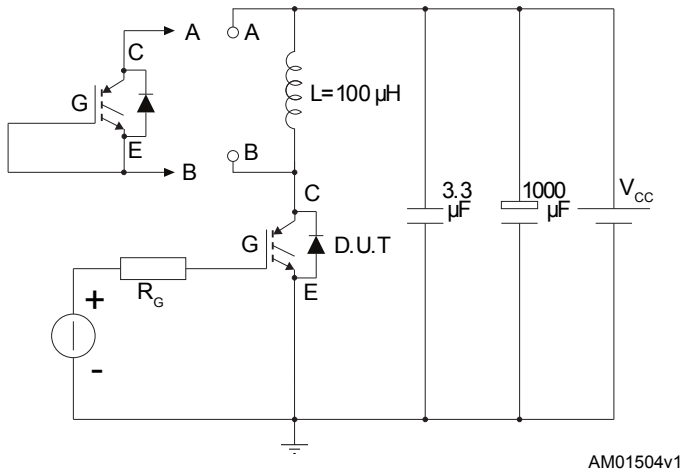 A
A
C
G
L=100 µH
E
B
B
C
3.3
µF
1000
µF
VCC
G
D.U.T
E
RG
+
-
AM01504v1